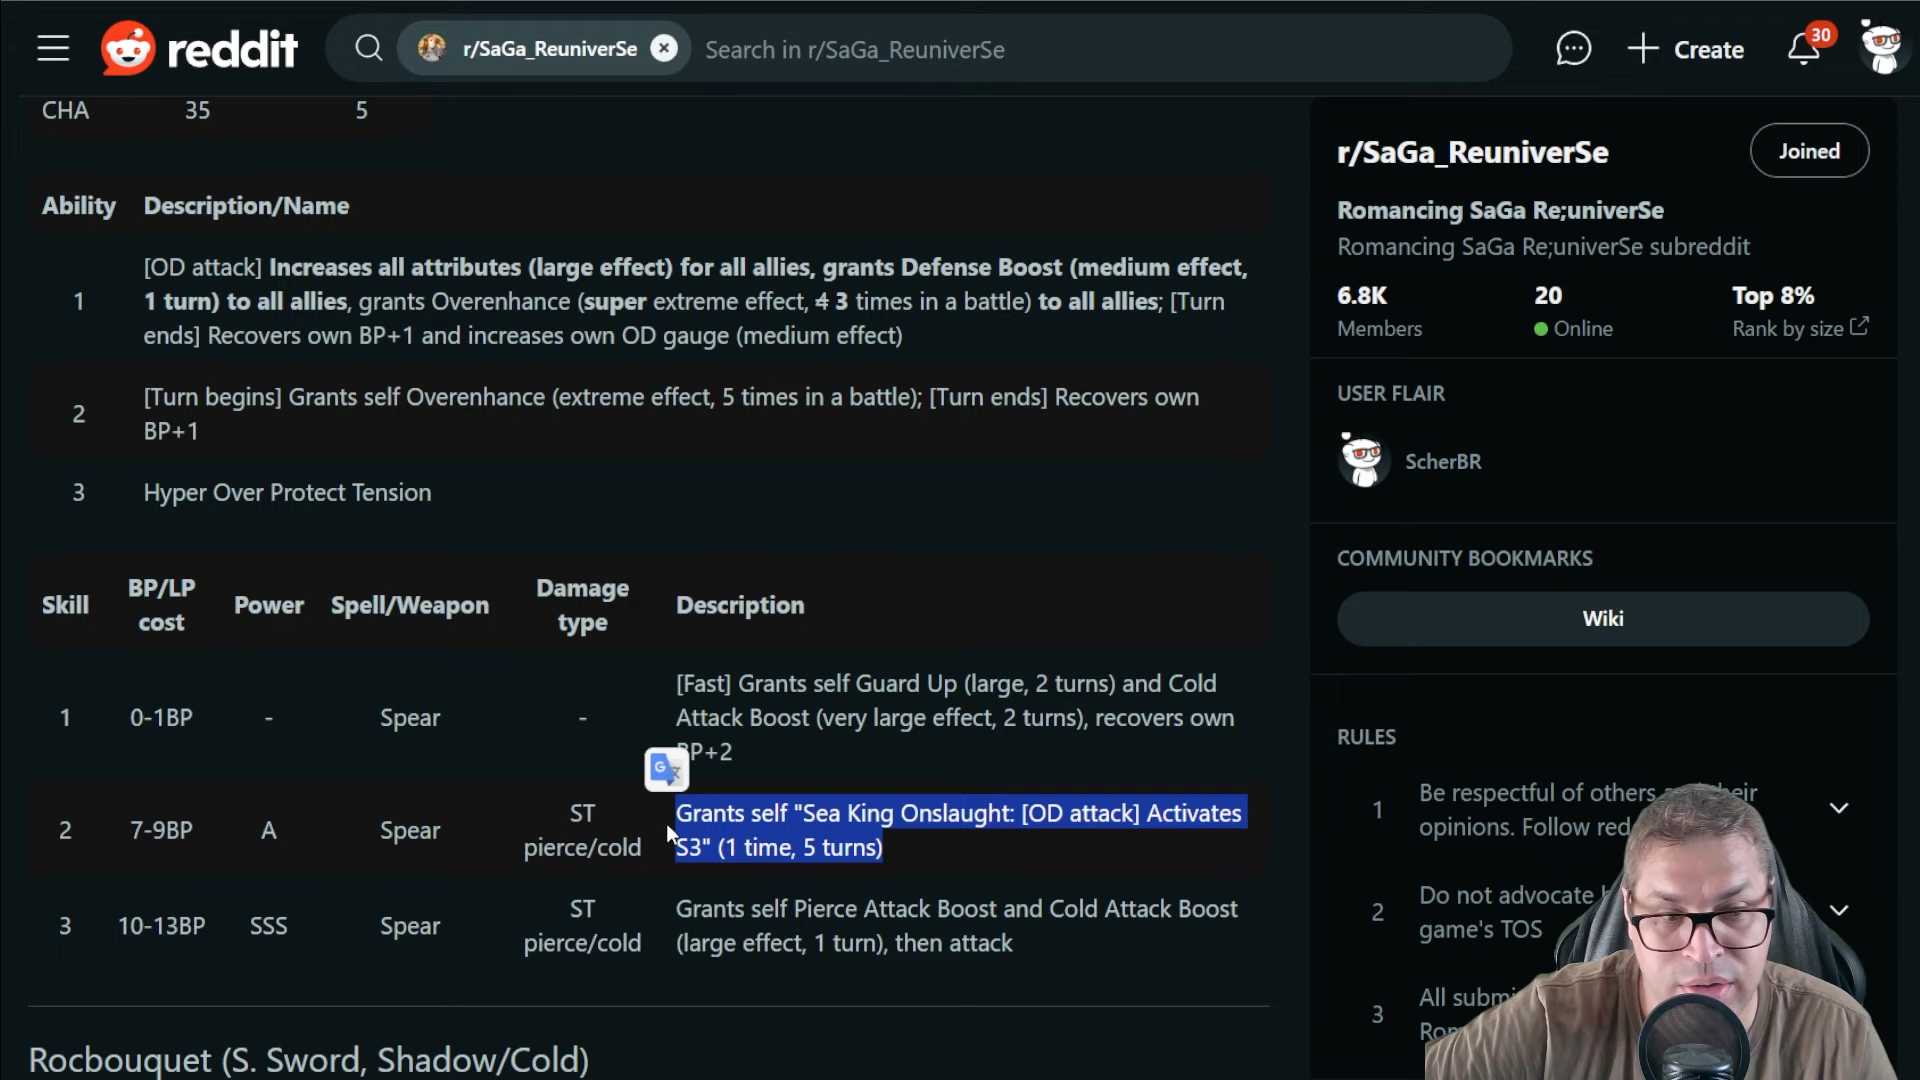 reddit
r/SaGa_ReuniverSe
Search in r/SaGa_ReuniverSe
Create
30
CHA 35 5
Ability Description/Name
[OD attack] Increases all attributes (large effect) for all allies, grants Defense Boost (medium effect,
1 1 turn) to all allies, grants Overenhance (super extreme effect, 4 3 times in a battle) to all allies; [Turn
ends] Recovers own BP+1 and increases own OD gauge (medium effect)
[Turn begins] Grants self Overenhance (extreme effect, 5 times in a battle); [Turn ends] Recovers own
2
BP+1
3 Hyper Over Protect Tension
Skill BP/LP cost Power Spell/Weapon Damage type Description
[Fast] Grants self Guard Up (large, 2 turns) and Cold
1 0-1BP - Spear - Attack Boost (very large effect, 2 turns), recovers own
BP+2
2 7-9BP A Spear ST pierce/cold Grants self "Sea King Onslaught: [OD attack] Activates
S3" (1 time, 5 turns)
3 10-13BP SSS Spear ST pierce/cold Grants self Pierce Attack Boost and Cold Attack Boost
(large effect, 1 turn), then attack
Rocbouquet (S. Sword, Shadow/Cold)
r/SaGa_ReuniverSe
Joined
Romancing SaGa Re;univerSe
Romancing SaGa Re;univerSe subreddit
6.8K 20 Top 8%
Members Online Rank by size
USER FLAIR
ScherBR
COMMUNITY BOOKMARKS
Wiki
RULES
1 Be respectful of others
opinions. Follow red
2 Do not advocate
game's TOS
3 All subm